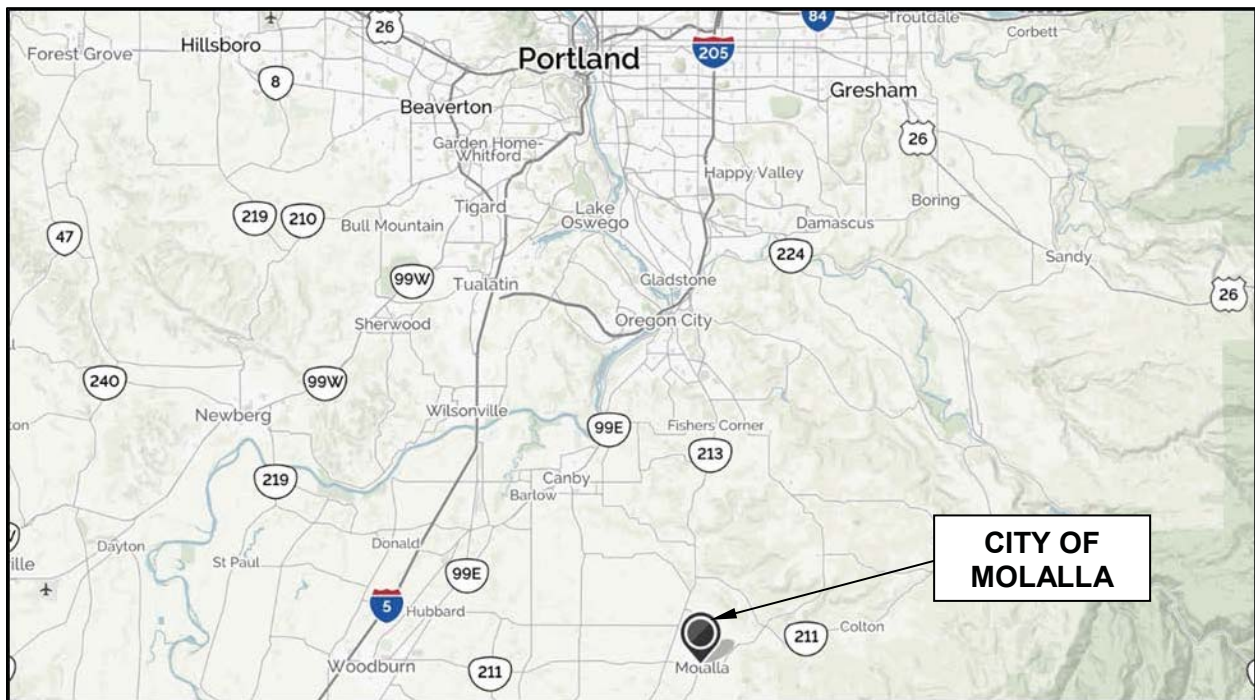 84
Troutdale
26
Corbett
Hillsboro
Forest Grove
Portland
205
8
Gresham
Beaverton
26
Garden Home-
Whitford
Happy Valley
Boring
219
210
Tigard
Lake
Oswego
Bull Mountain
Damascus
47
224
Sandy
99W
Tualatin
Gladstone
26
Sherwood
Oregon City
240
99W
Newberg
Wilsonville
99E
Fishers Corner
213
219
Canby
Barlow
Dayton
Donald
St Paul
ville
99E
CITY OF
MOLALLA
5
Hubbard
211
Colton
Woodburn
211
Molalla